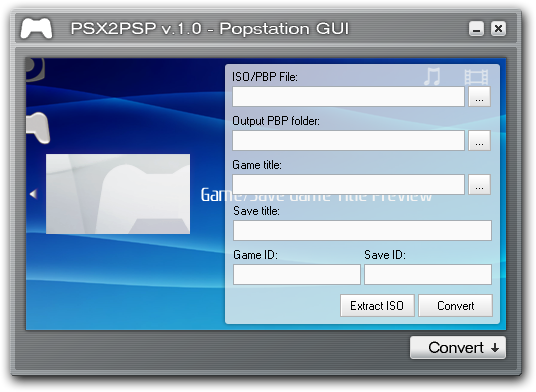 PSX2PSP v.1.0 - Popstation GUI
ISO/PBP File:
...
Output PBP folder:
...
Game title:
...
Game/Save Game Title Preview
Save title:
Game ID:
Save ID:
Extract ISO
Convert
Convert